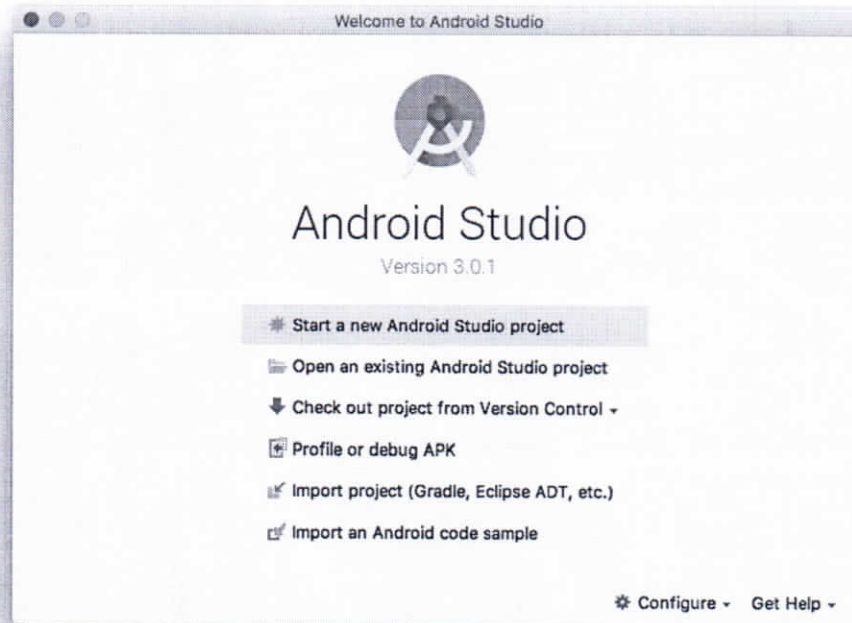 Welcome to Android Studio
Android Studio
Version 3.0.1
Start a new Android Studio project
Open an existing Android Studio project
Check out project from Version Control
Profile or debug APK
Import project (Gradle, Eclipse ADT, etc.)
Import an Android code sample
Configure Get Help